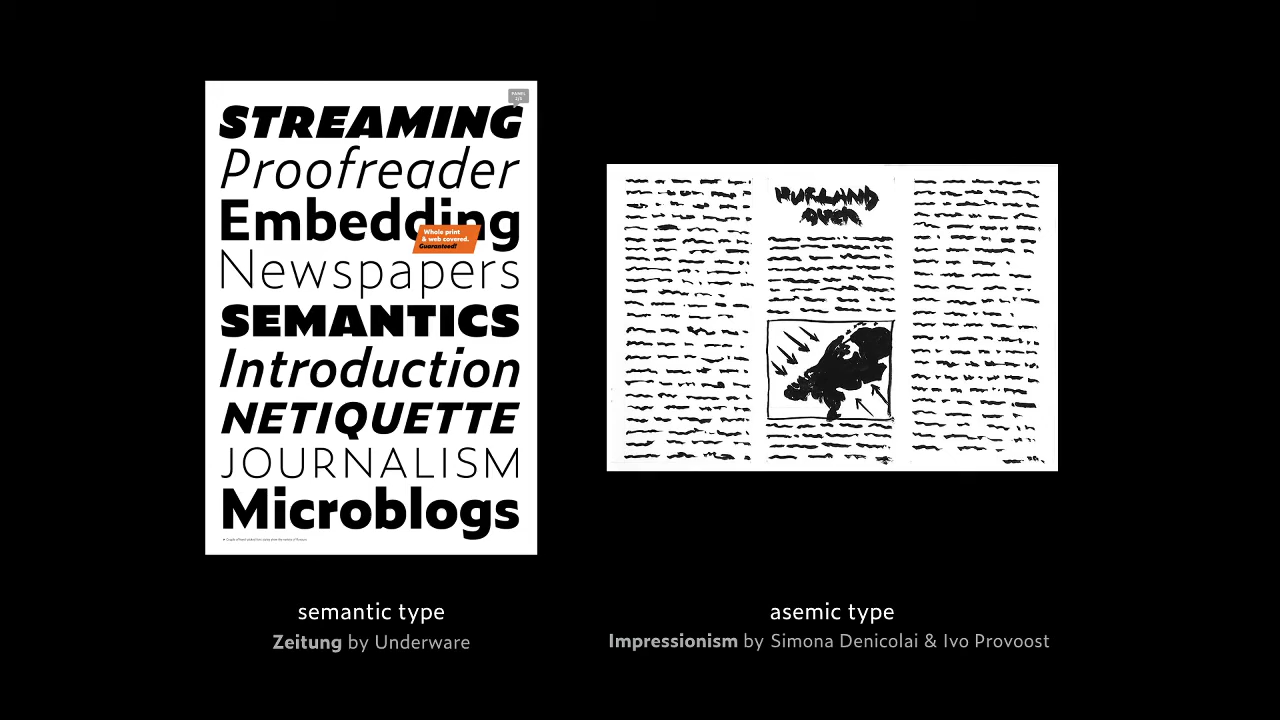 PANEL
STREAMING
Proofreader
Embedding
Whole print
& web covered.
Guaranteed!
Newspapers
SEMANTICS
Introduction
NETIQUETTE
JOURNALISM
Microblogs
semantic type
Zeitung by Underware
asemic type
Impressionism by Simona Denicolai & Ivo Provoost